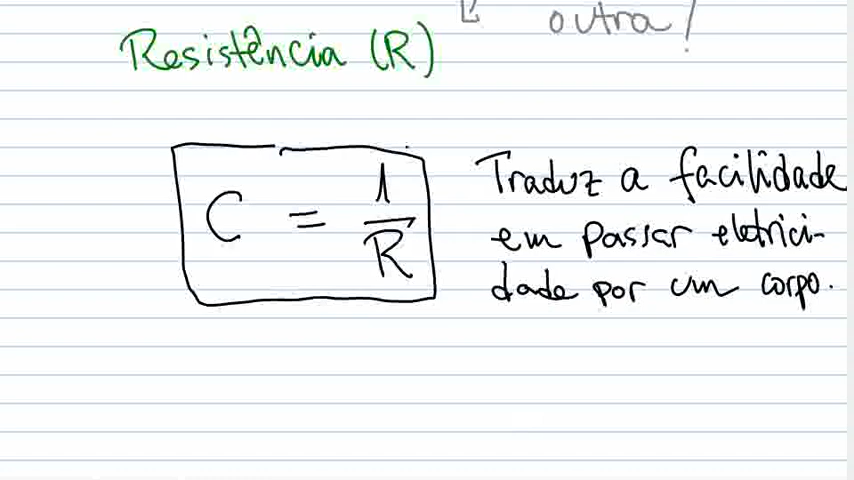 outra!
Resistência (R)
C = 1/R
Traduz a facilidade
em passar eletrici-
dade por um corpo.